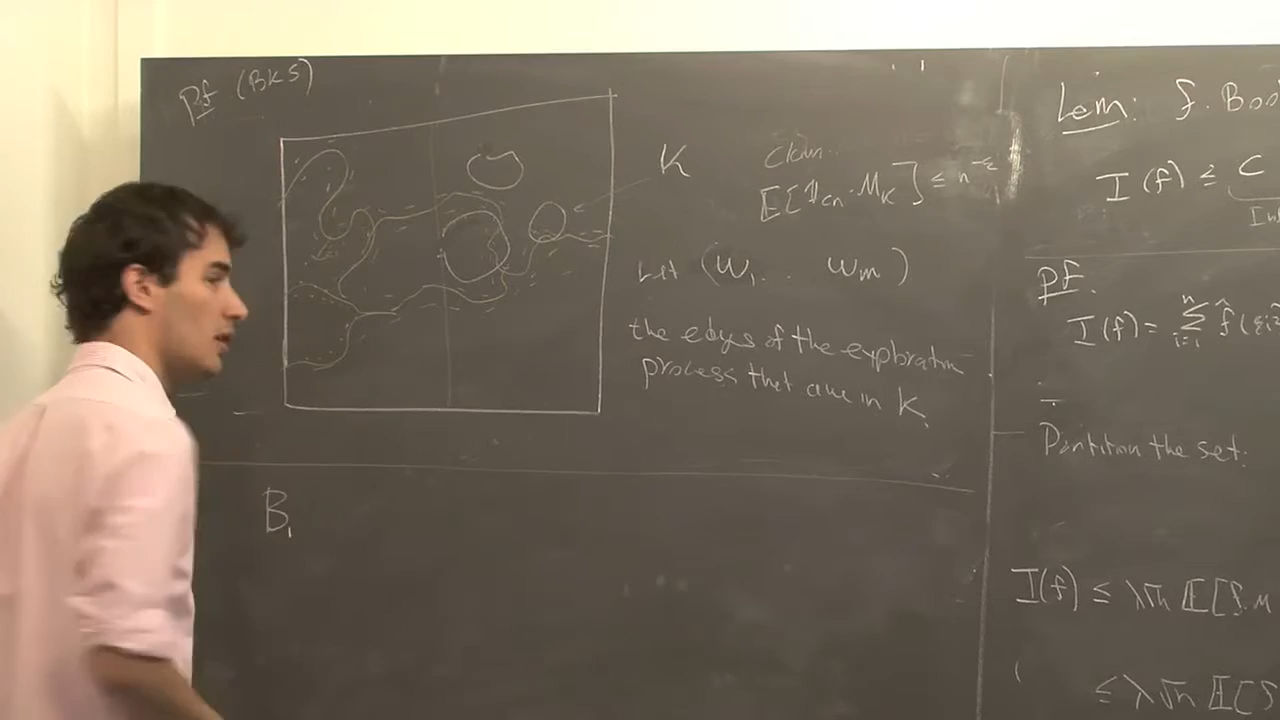 Pf (BKS)
K
Claim.
E[1_{Cn} · M_K] ≤ n^{-ε}
Let (W_1 .. W_m)
the edges of the exploration
process that are in K.
B_1
Lem: f. Boo
I(f) ≤ C
Pf.
I(f) = Σ_{i=1}^{n} f̂({i}
Partition the set.
I(f) ≤ λ√n E[f. M
≤ λ√n E[f